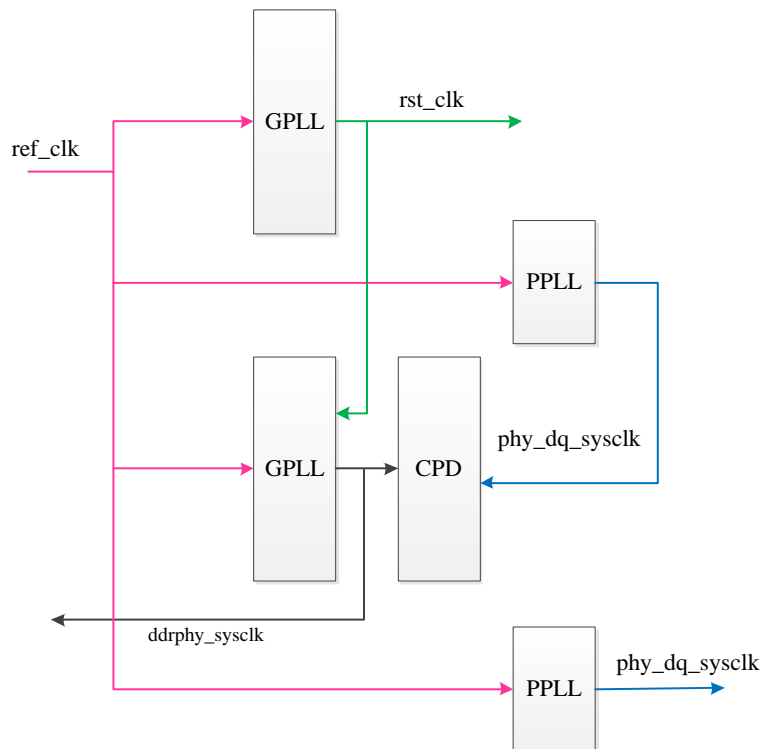 rst_clk
GPLL
ref_clk
PPLL
phy_dq_sysclk
GPLL
CPD
ddrphy_sysclk
phy_dq_sysclk
PPLL